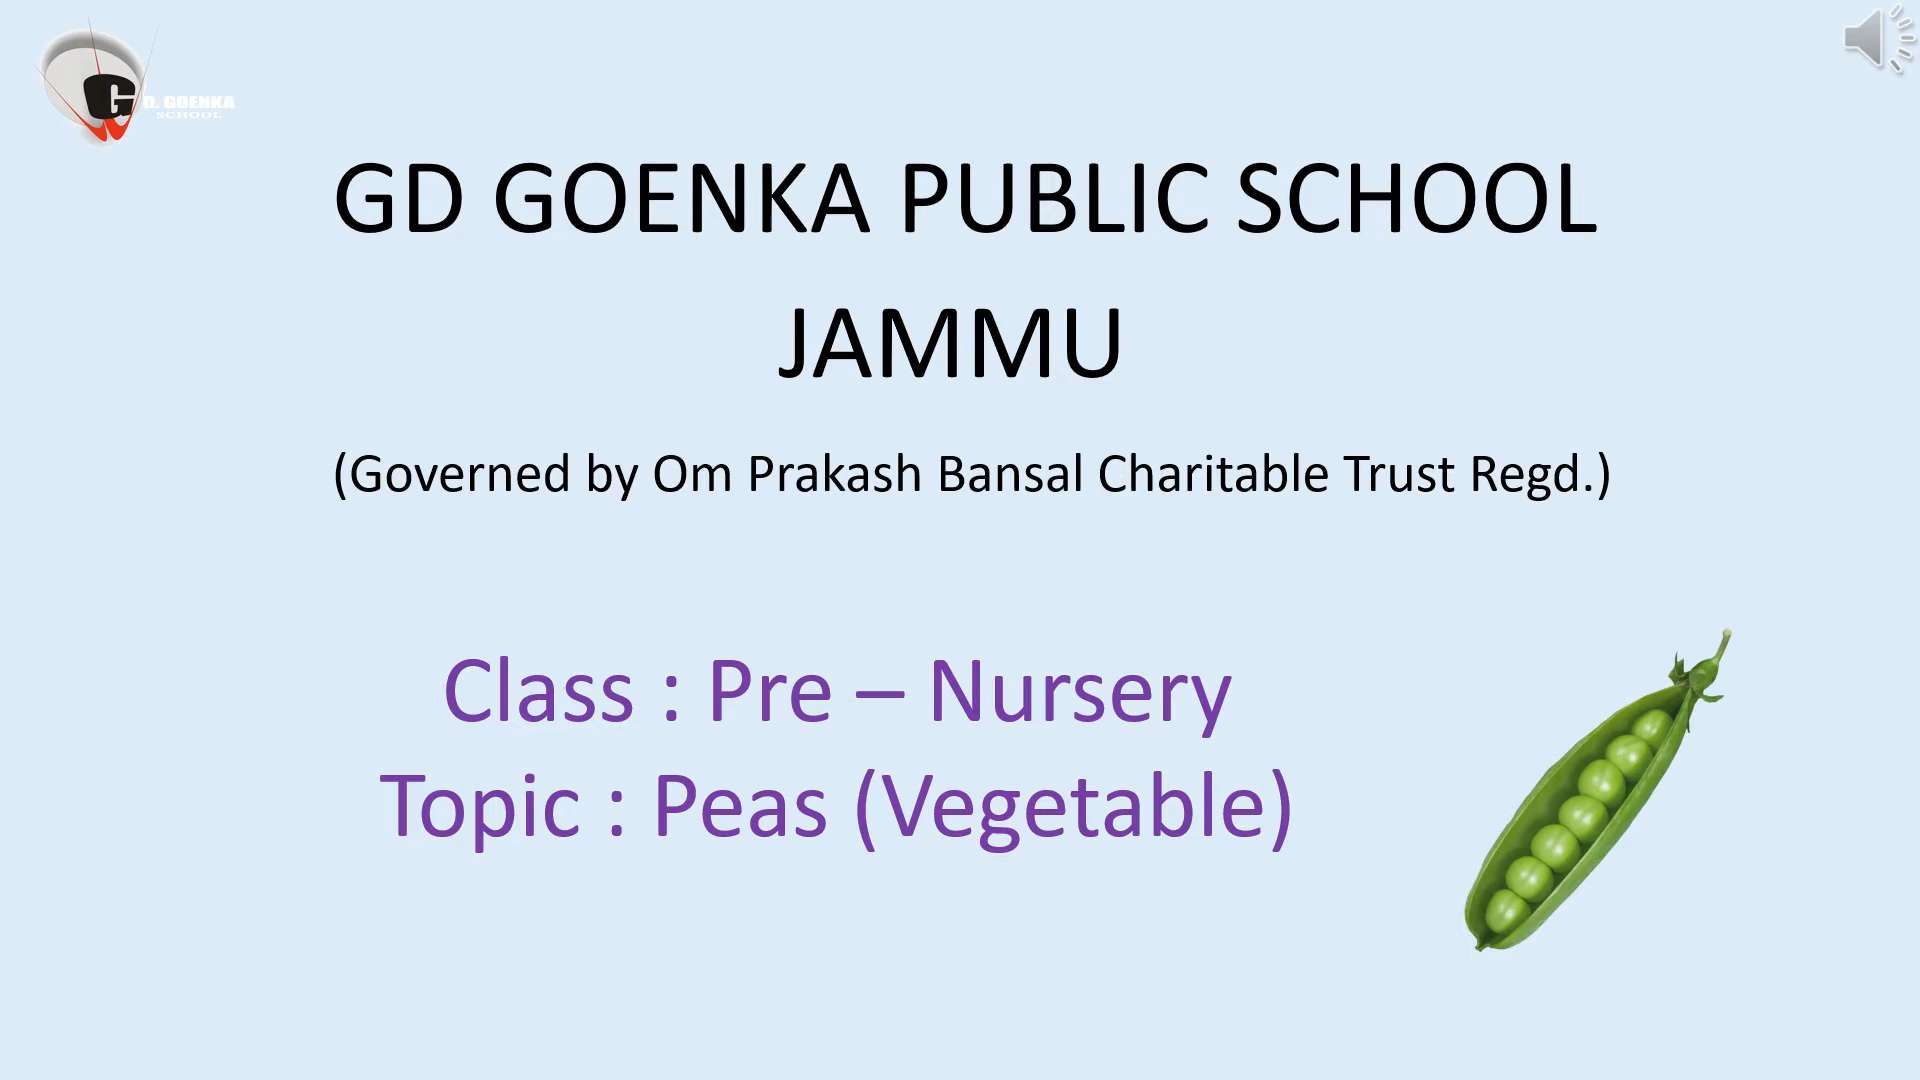 G D. GOENKA
SCHOOL
GD GOENKA PUBLIC SCHOOL
JAMMU
(Governed by Om Prakash Bansal Charitable Trust Regd.)
Class : Pre – Nursery
Topic : Peas (Vegetable)